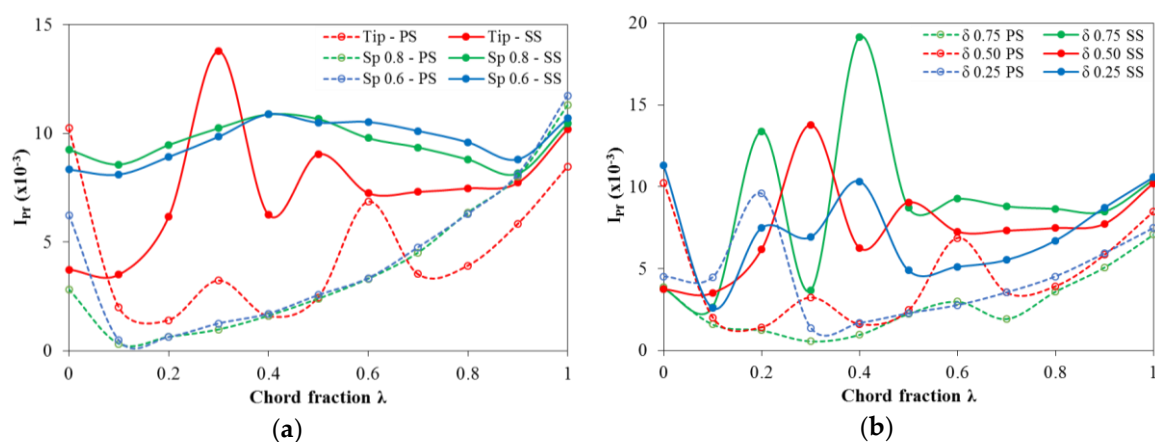 15
10
5
0
I_Pf (x10⁻³)
Tip - PS Tip - SS
Sp 0.8 - PS Sp 0.8 - SS
Sp 0.6 - PS Sp 0.6 - SS
0 0.2 0.4 0.6 0.8 1
Chord fraction λ
(a)
20
15
10
5
0
I_Pf (x10⁻³)
δ 0.75 PS δ 0.75 SS
δ 0.50 PS δ 0.50 SS
δ 0.25 PS δ 0.25 SS
0 0.2 0.4 0.6 0.8 1
Chord fraction λ
(b)